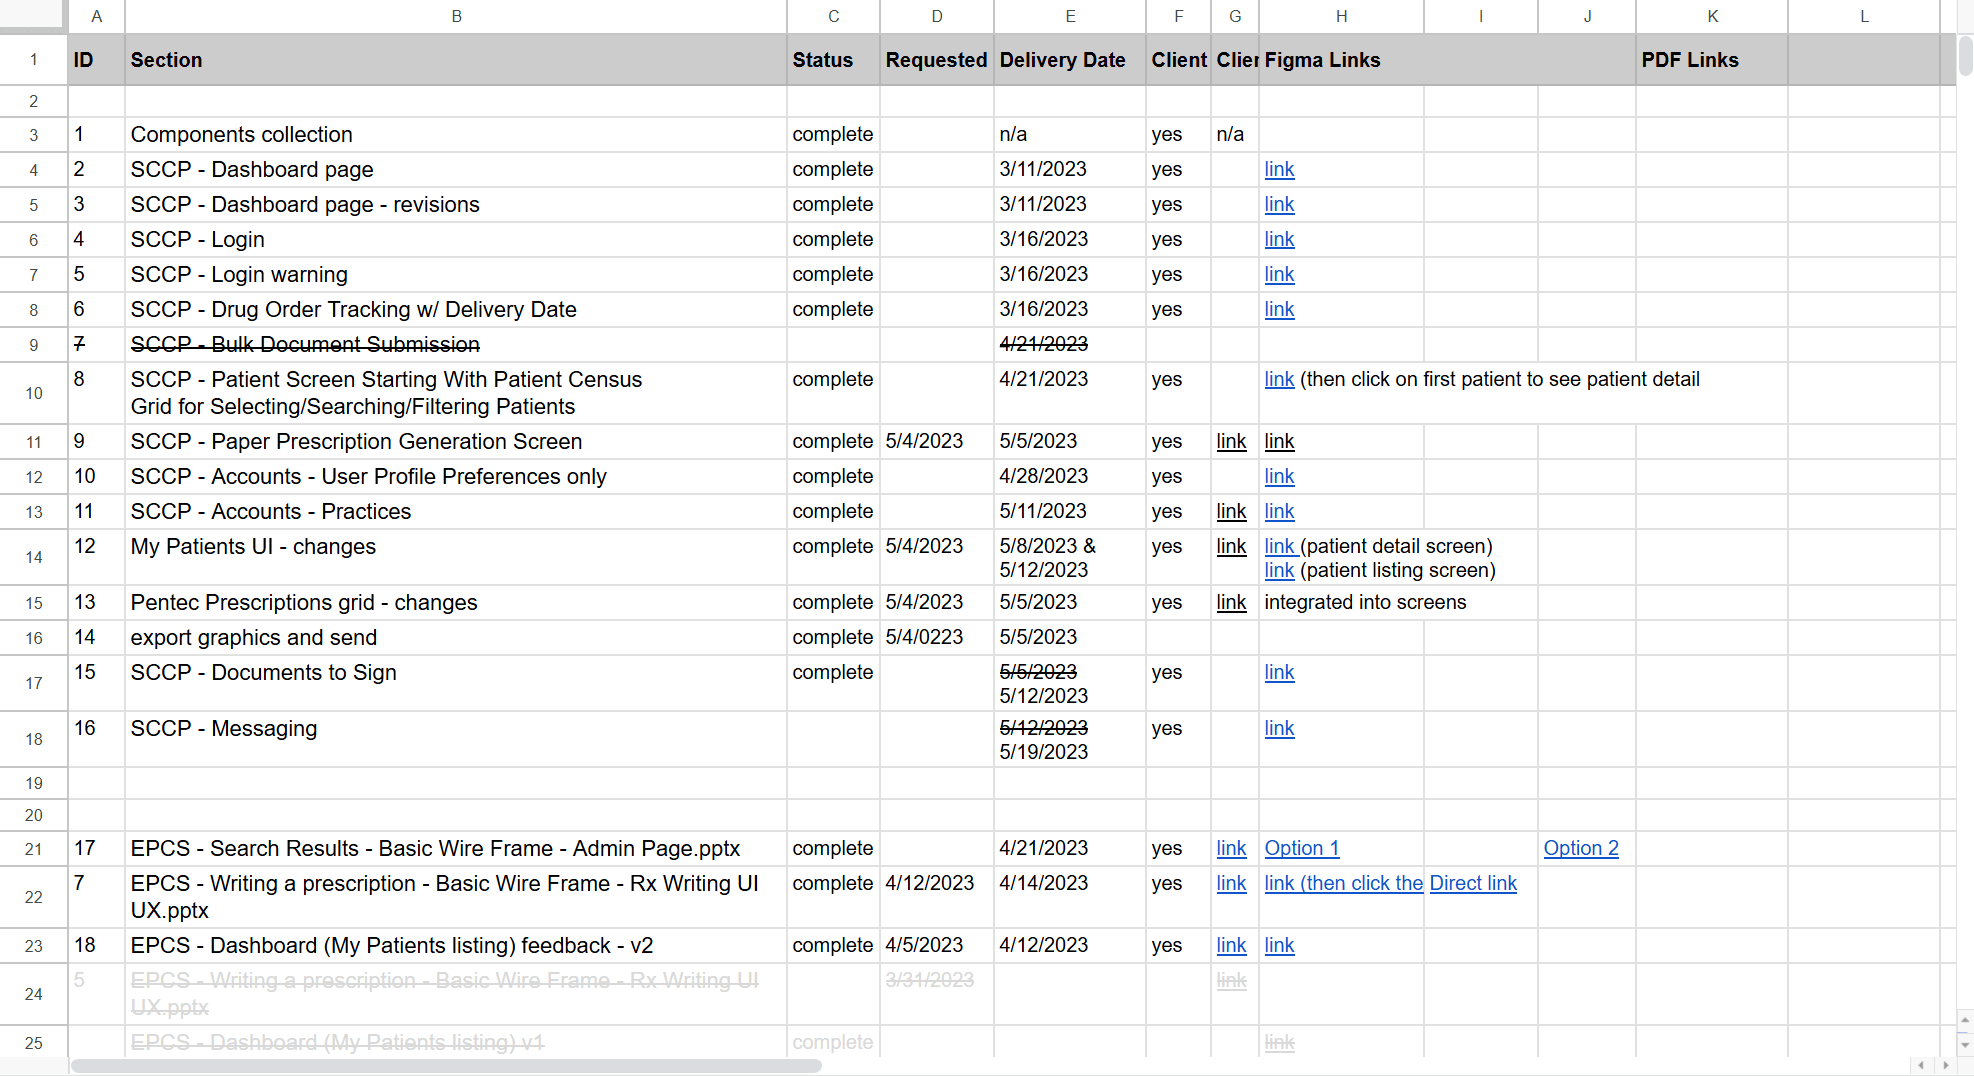 A B C D E F G H I J K L
1 ID Section Status Requested Delivery Date Client Clier Figma Links PDF Links
2
3 1 Components collection complete n/a yes n/a
4 2 SCCP - Dashboard page complete 3/11/2023 yes link
5 3 SCCP - Dashboard page - revisions complete 3/11/2023 yes link
6 4 SCCP - Login complete 3/16/2023 yes link
7 5 SCCP - Login warning complete 3/16/2023 yes link
8 6 SCCP - Drug Order Tracking w/ Delivery Date complete 3/16/2023 yes link
9 7 SCCP - Bulk Document Submission 4/21/2023
10 8 SCCP - Patient Screen Starting With Patient Census complete 4/21/2023 yes link (then click on first patient to see patient detail
Grid for Selecting/Searching/Filtering Patients
11 9 SCCP - Paper Prescription Generation Screen complete 5/4/2023 5/5/2023 yes link link
12 10 SCCP - Accounts - User Profile Preferences only complete 4/28/2023 yes link
13 11 SCCP - Accounts - Practices complete 5/11/2023 yes link link
14 12 My Patients UI - changes complete 5/4/2023 5/8/2023 & yes link link (patient detail screen)
5/12/2023 link (patient listing screen)
15 13 Pentec Prescriptions grid - changes complete 5/4/2023 5/5/2023 yes link integrated into screens
16 14 export graphics and send complete 5/4/0223 5/5/2023
17 15 SCCP - Documents to Sign complete 5/5/2023 yes link
5/12/2023
18 16 SCCP - Messaging 5/12/2023 yes link
5/19/2023
19
20
21 17 EPCS - Search Results - Basic Wire Frame - Admin Page.pptx complete 4/21/2023 yes link Option 1 Option 2
22 7 EPCS - Writing a prescription - Basic Wire Frame - Rx Writing UI complete 4/12/2023 4/14/2023 yes link link (then click the Direct link
UX.pptx
23 18 EPCS - Dashboard (My Patients listing) feedback - v2 complete 4/5/2023 4/12/2023 yes link link
24 5 EPCS - Writing a prescription - Basic Wire Frame - Rx Writing UI 3/31/2023 link
UX.pptx
25 EPCS - Dashboard (My Patients listing) v1 complete link